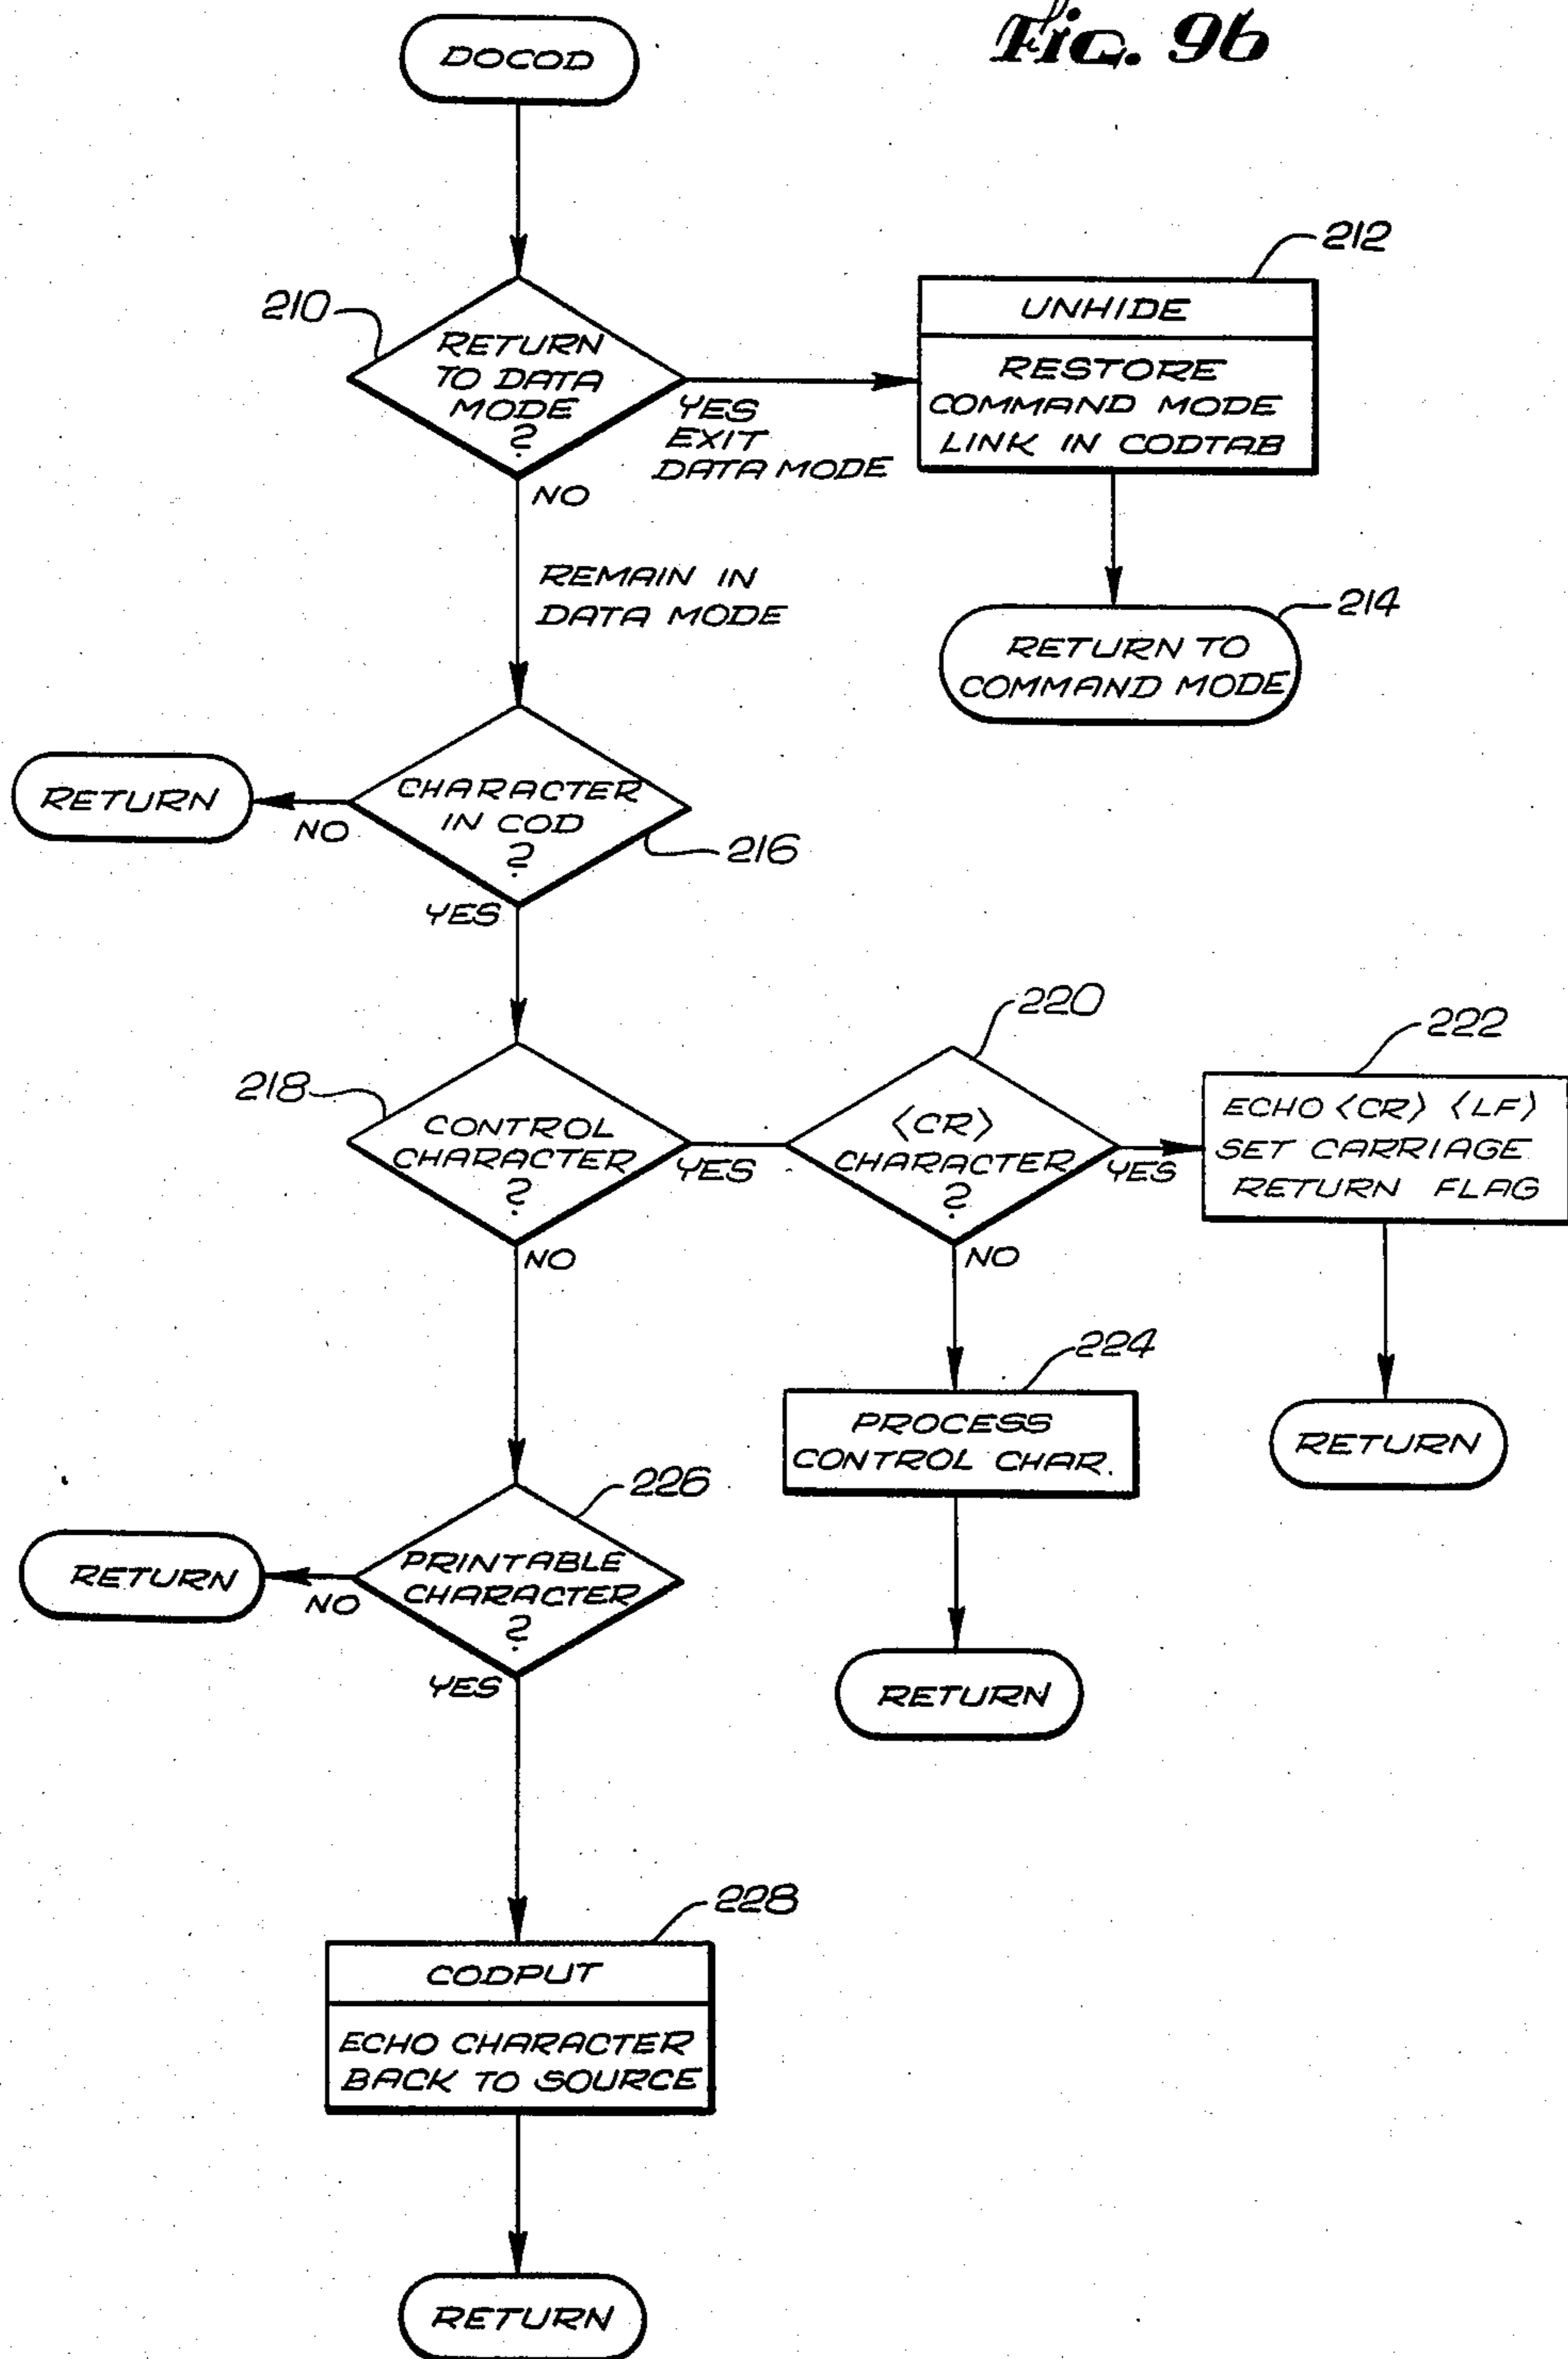 Fig. 9b
DOCOD
210
RETURN
TO DATA
MODE
?
YES
EXIT
DATA MODE
212
UNHIDE
RESTORE
COMMAND MODE
LINK IN CODTAB
NO
REMAIN IN
DATA MODE
214
RETURN TO
COMMAND MODE
RETURN
NO
CHARACTER
IN COD
?
216
YES
218
CONTROL
CHARACTER
?
YES
220
<CR>
CHARACTER
?
YES
222
ECHO <CR> <LF>
SET CARRIAGE
RETURN FLAG
NO
NO
224
PROCESS
CONTROL CHAR.
RETURN
226
PRINTABLE
CHARACTER
?
RETURN
NO
YES
RETURN
228
CODPUT
ECHO CHARACTER
BACK TO SOURCE
RETURN